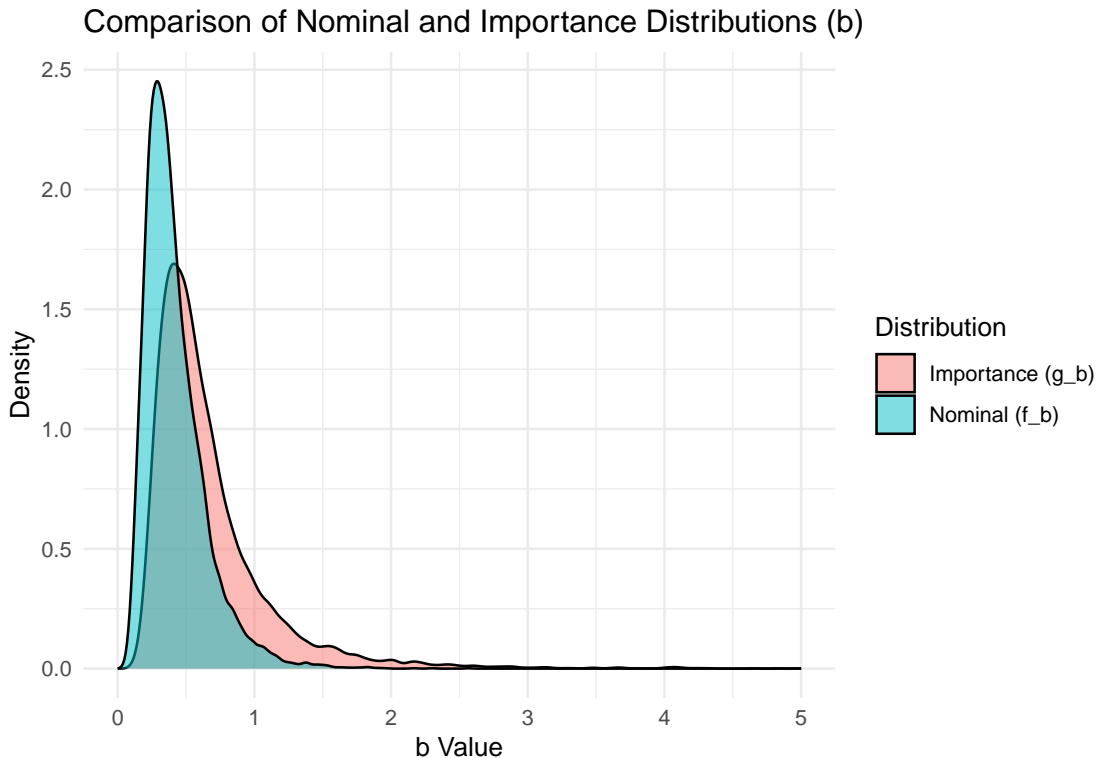 Comparison of Nominal and Importance Distributions (b)
2.5
2.0
1.5
1.0
0.5
0.0
Density
0 1 2 3 4 5
b Value
Distribution
Importance (g_b)
Nominal (f_b)